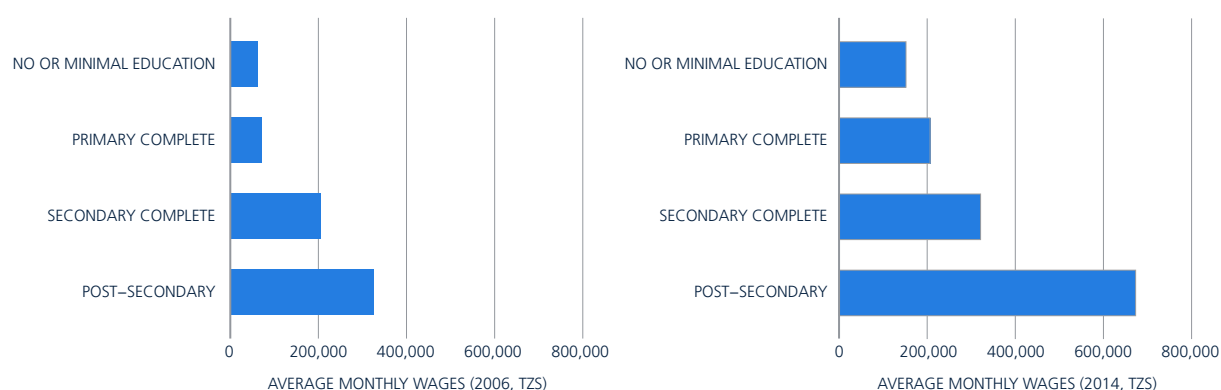 NO OR MINIMAL EDUCATION
PRIMARY COMPLETE
SECONDARY COMPLETE
POST–SECONDARY
0 200,000 400,000 600,000 800,000
AVERAGE MONTHLY WAGES (2006, TZS)
NO OR MINIMAL EDUCATION
PRIMARY COMPLETE
SECONDARY COMPLETE
POST–SECONDARY
0 200,000 400,000 600,000 800,000
AVERAGE MONTHLY WAGES (2014, TZS)